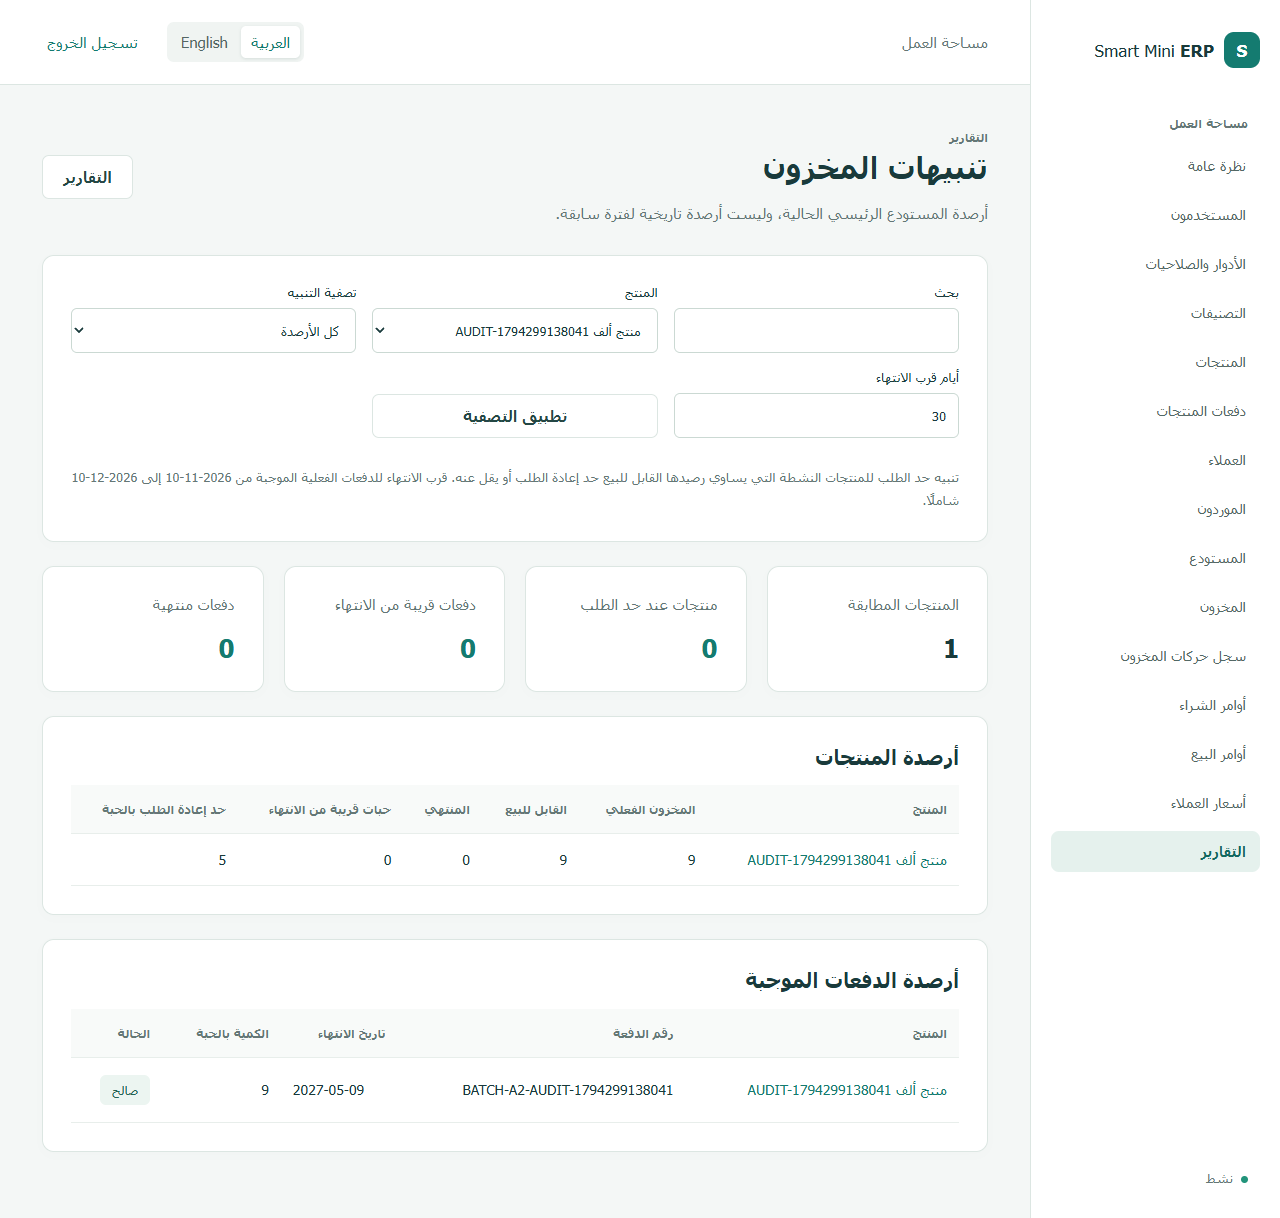 S
Smart Mini ERP
مساحة العمل
نظرة عامة
المستخدمون
الأدوار والصلاحيات
التصنيفات
المنتجات
دفعات المنتجات
العملاء
الموردون
المستودع
المخزون
سجل حركات المخزون
أوامر الشراء
أوامر البيع
أسعار العملاء
التقارير
نشط
مساحة العمل
العربية
English
تسجيل الخروج
التقارير
تنبيهات المخزون
أرصدة المستودع الرئيسي الحالية، وليست أرصدة تاريخية لفترة سابقة.
التقارير
بحث
المنتج
تصفية التنبيه
منتج ألف AUDIT-1794299138041
كل الأرصدة
أيام قرب الانتهاء
30
تطبيق التصفية
تنبيه حد الطلب للمنتجات النشطة التي يساوي رصيدها القابل للبيع حد إعادة الطلب أو يقل عنه. قرب الانتهاء للدفعات الفعلية الموجبة من 2026-11-10 إلى 2026-12-10
شاملًا.
المنتجات المطابقة
1
منتجات عند حد الطلب
0
دفعات قريبة من الانتهاء
0
دفعات منتهية
0
أرصدة المنتجات
المنتج المخزون الفعلي القابل للبيع المنتهي حبات قريبة من الانتهاء حد إعادة الطلب بالحبة
منتج ألف AUDIT-1794299138041 9 9 0 0 5
أرصدة الدفعات الموجبة
المنتج رقم الدفعة تاريخ الانتهاء الكمية بالحبة الحالة
منتج ألف AUDIT-1794299138041 BATCH-A2-AUDIT-1794299138041 2027-05-09 9 صالح